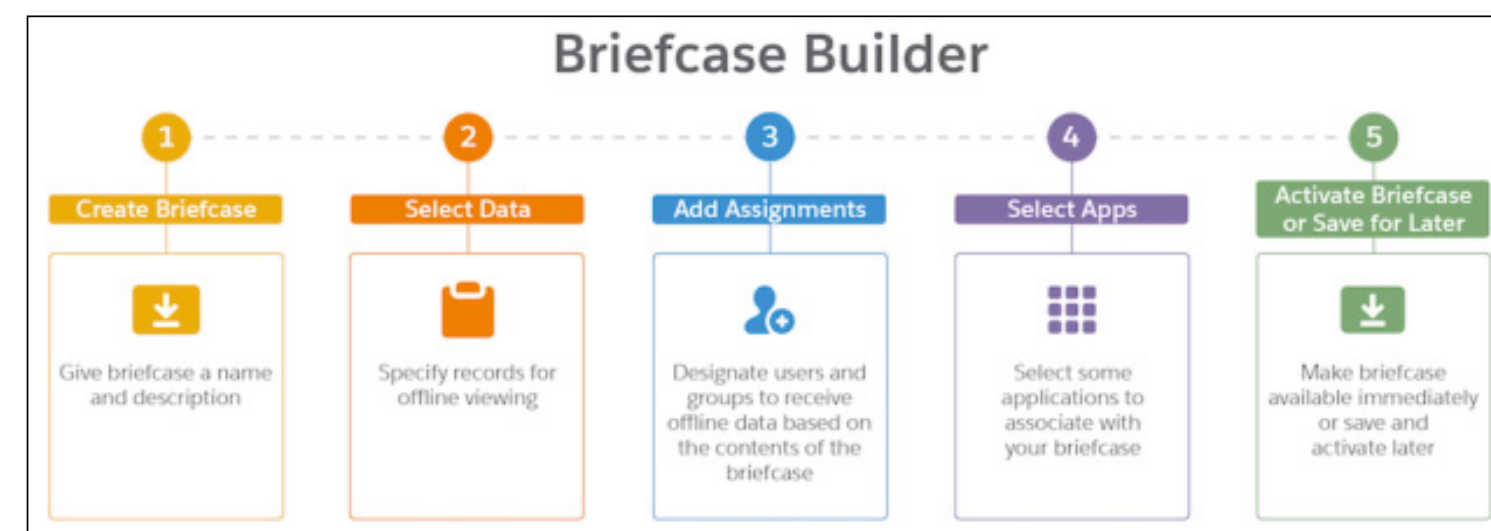 Briefcase Builder
1
2
3
4
5
Create Briefcase
Select Data
Add Assignments
Select Apps
Activate Briefcase
or Save for Later
Give briefcase a name
and description
Specify records for
offline viewing
Designate users and
groups to receive
offline data based on
the contents of the
briefcase
Select some
applications to
associate with
your briefcase
Make briefcase
available immediately
or save and
activate later